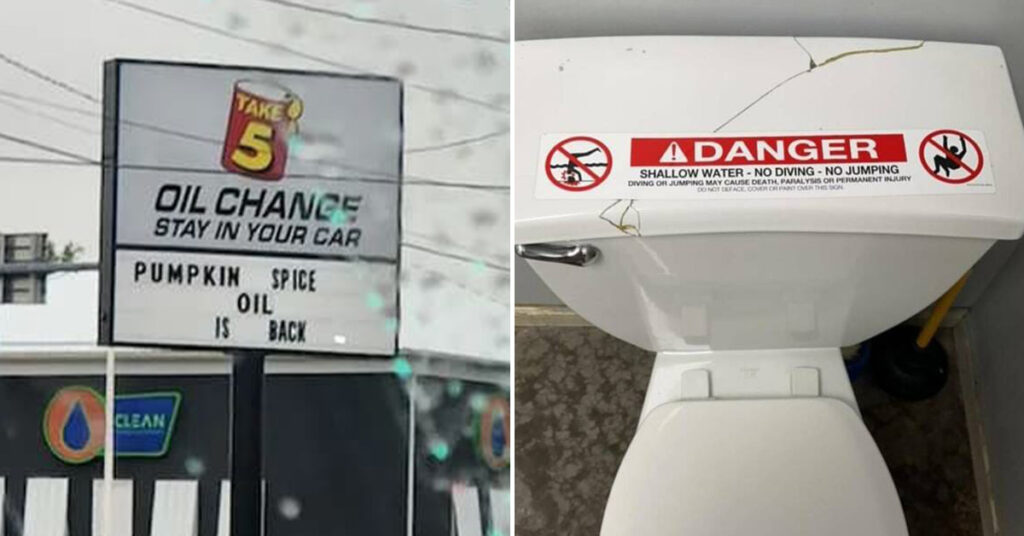 TAKE
5
OIL CHANGE
STAY IN YOUR CAR
PUMPKIN SPICE
OIL
IS BACK
CLEAN
DANGER
SHALLOW WATER - NO DIVING - NO JUMPING
DIVING OR JUMPING MAY CAUSE DEATH, PARALYSIS OR PERMANENT INJURY
DO NOT DEFACE, COVER OR PAINT OVER THIS SIGN